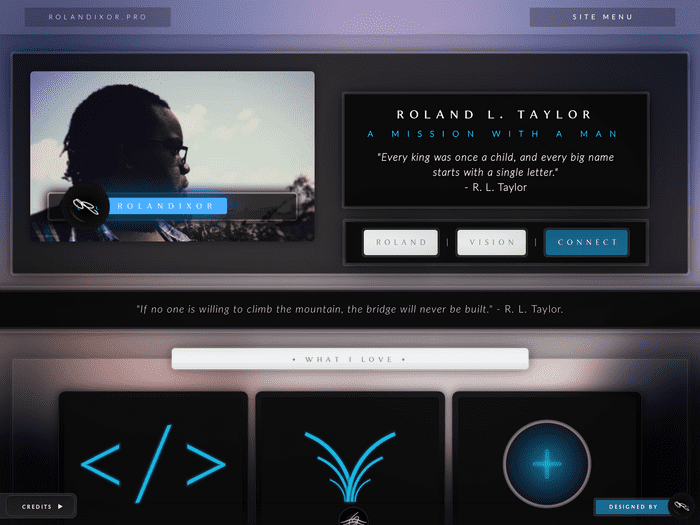 ROLANDIXOR.PRO
SITE MENU
ROLAND L. TAYLOR
A MISSION WITH A MAN
"Every king was once a child, and every big name
starts with a single letter."
- R. L. Taylor
ROLANDIXOR
ROLAND | VISION | CONNECT
"If no one is willing to climb the mountain, the bridge will never be built." - R. L. Taylor.
• WHAT I LOVE •
</>
CREDITS ▶
DESIGNED BY